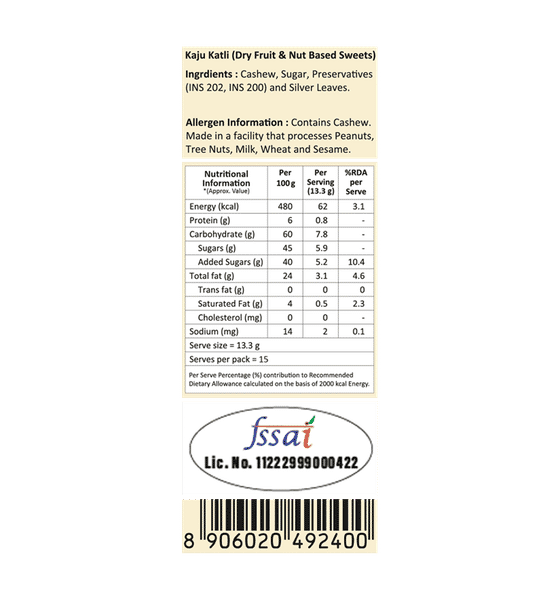 Kaju Katli (Dry Fruit & Nut Based Sweets)
Ingrdients : Cashew, Sugar, Preservatives
(INS 202, INS 200) and Silver Leaves.
Allergen Information : Contains Cashew.
Made in a facility that processes Peanuts,
Tree Nuts, Milk, Wheat and Sesame.
Nutritional Information *(Approx. Value) Per 100 g Per Serving (13.3 g) %RDA per Serve
Energy (kcal) 480 62 3.1
Protein (g) 6 0.8 -
Carbohydrate (g) 60 7.8 -
Sugars (g) 45 5.9 -
Added Sugars (g) 40 5.2 10.4
Total fat (g) 24 3.1 4.6
Trans fat (g) 0 0 0
Saturated Fat (g) 4 0.5 2.3
Cholesterol (mg) 0 0 -
Sodium (mg) 14 2 0.1
Serve size = 13.3 g
Serves per pack = 15
Per Serve Percentage (%) contribution to Recommended
Dietary Allowance calculated on the basis of 2000 kcal Energy.
fssai
Lic. No. 11222999000422
8 906020 492400